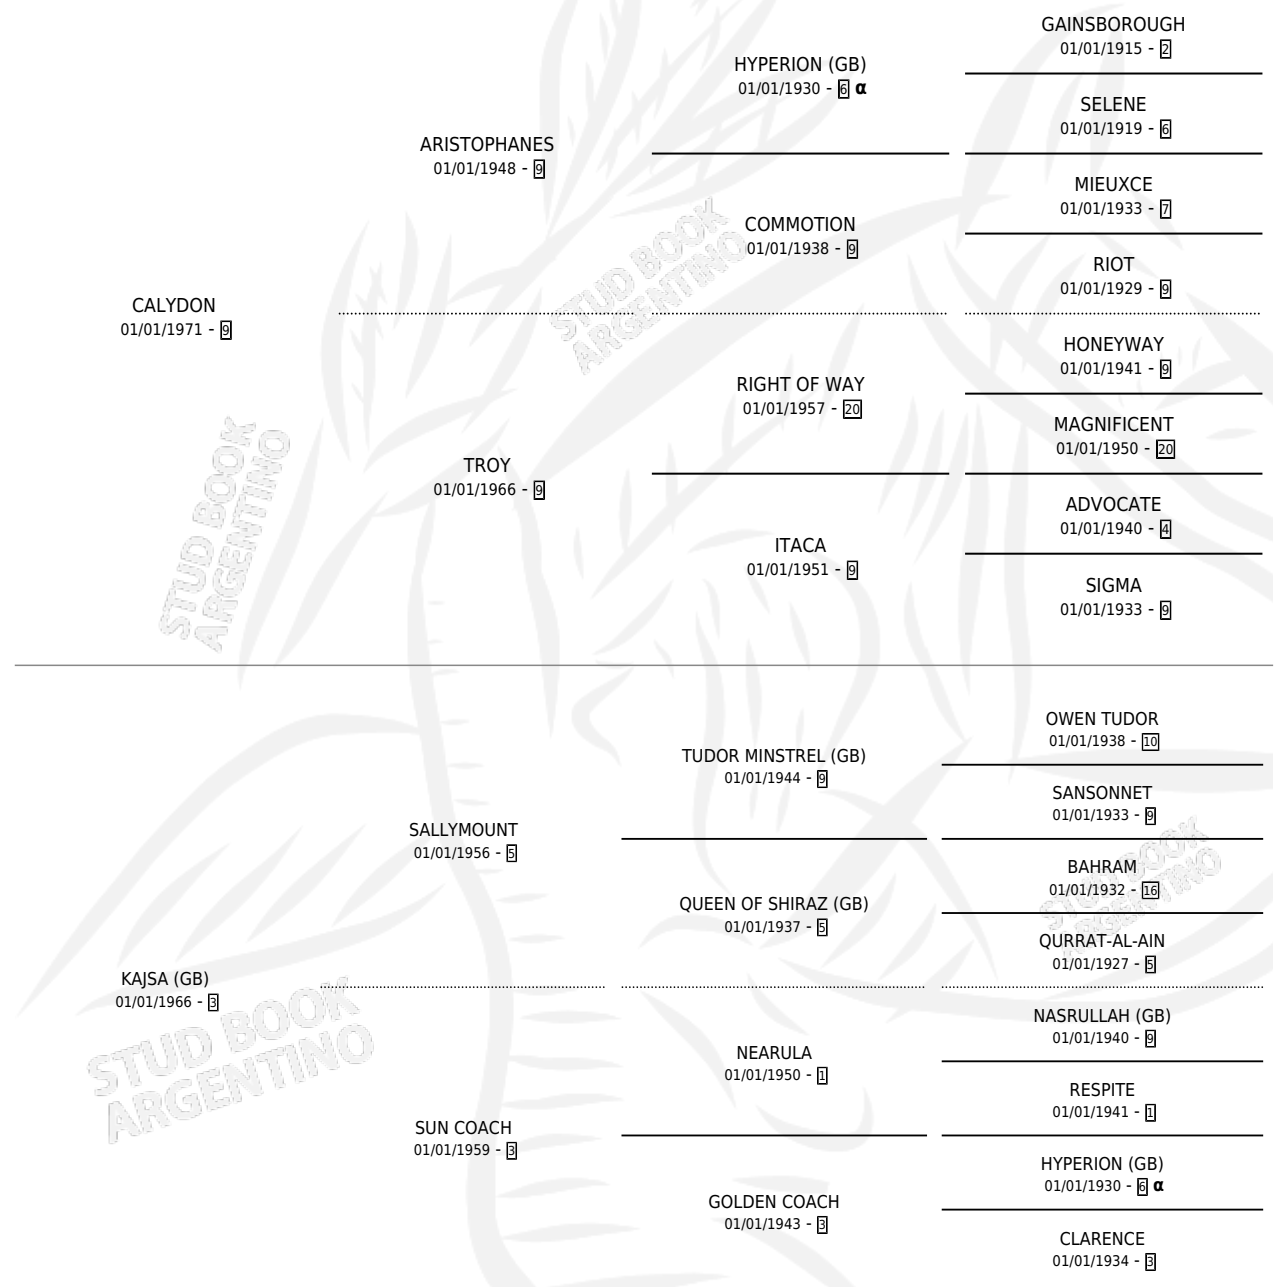 GAINSBOROUGH
01/01/1915 - 2
HYPERION (GB)
01/01/1930 - 6 α
SELENE
01/01/1919 - 6
ARISTOPHANES
01/01/1948 - 9
MIEUXCE
01/01/1933 - 7
COMMOTION
01/01/1938 - 9
RIOT
01/01/1929 - 9
CALYDON
01/01/1971 - 9
HONEYWAY
01/01/1941 - 9
RIGHT OF WAY
01/01/1957 - 20
MAGNIFICENT
01/01/1950 - 20
TROY
01/01/1966 - 9
ADVOCATE
01/01/1940 - 4
ITACA
01/01/1951 - 9
SIGMA
01/01/1933 - 9
OWEN TUDOR
01/01/1938 - 10
TUDOR MINSTREL (GB)
01/01/1944 - 9
SANSONNET
01/01/1933 - 9
SALLYMOUNT
01/01/1956 - 5
BAHRAM
01/01/1932 - 16
QUEEN OF SHIRAZ (GB)
01/01/1937 - 5
QURRAT-AL-AIN
01/01/1927 - 5
KAJSA (GB)
01/01/1966 - 3
NASRULLAH (GB)
01/01/1940 - 9
NEARULA
01/01/1950 - 1
RESPITE
01/01/1941 - 1
SUN COACH
01/01/1959 - 3
HYPERION (GB)
01/01/1930 - 6 α
GOLDEN COACH
01/01/1943 - 3
CLARENCE
01/01/1934 - 3
STUD BOOK
ARGENTINO
STUD BOOK
ARGENTINO
STUD BOOK
ARGENTINO
STUD BOOK
ARGENTINO